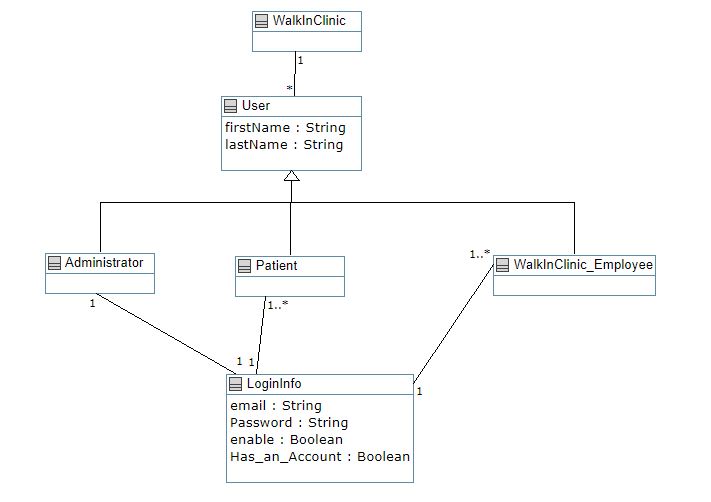 WalkInClinic
1
*
User
firstName : String
lastName : String
Administrator
Patient
1..*
WalkInClinic_Employee
1
1..*
1
1
1
LoginInfo
email : String
Password : String
enable : Boolean
Has_an_Account : Boolean